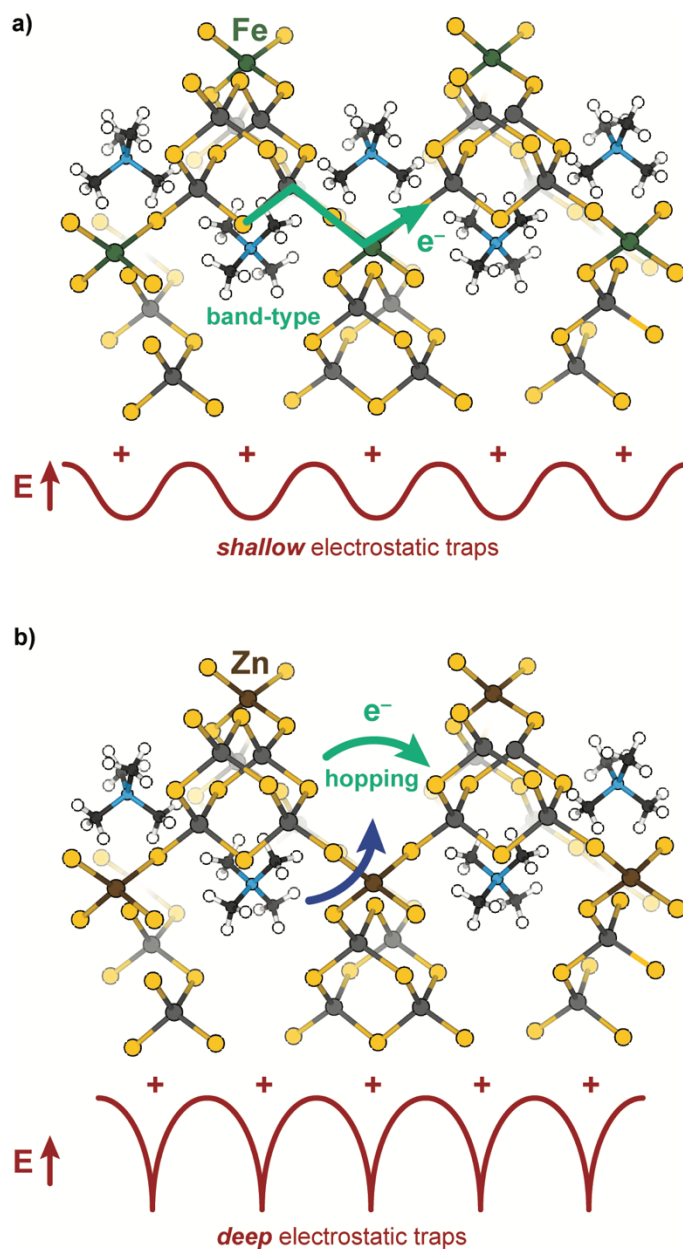 a)
Fe
e–
band-type
+ + + + +
E
shallow electrostatic traps
b)
Zn
e–
hopping
+ + + + +
E
deep electrostatic traps